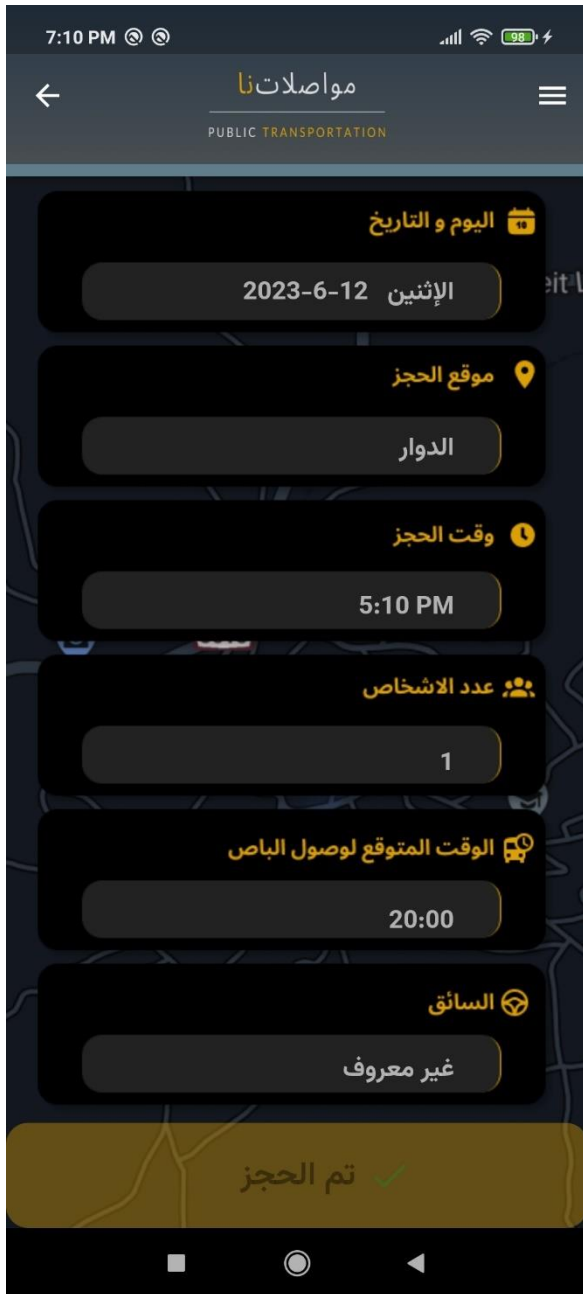 7:10 PM
98
مواصلاتنا
PUBLIC TRANSPORTATION
اليوم و التاريخ
الإثنين 12-6-2023
موقع الحجز
الدوار
وقت الحجز
5:10 PM
عدد الاشخاص
1
الوقت المتوقع لوصول الباص
20:00
السائق
غير معروف
تم الحجز